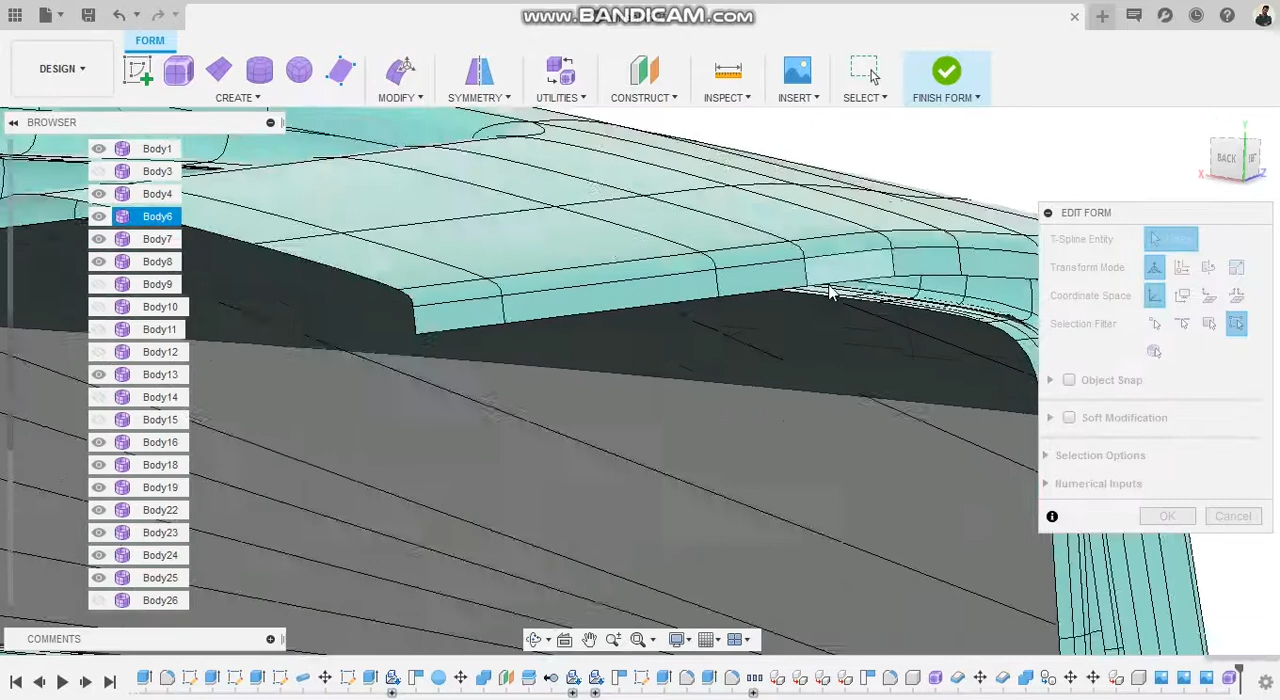 www.BANDICAM.com
FORM
DESIGN
CREATE
MODIFY
SYMMETRY
UTILITIES
CONSTRUCT
INSPECT
INSERT
SELECT
FINISH FORM
BROWSER
Body1
Body3
Body4
Body6
Body7
Body8
Body9
Body10
Body11
Body12
Body13
Body14
Body15
Body16
Body18
Body19
Body22
Body23
Body24
Body25
Body26
COMMENTS
BACK
Y
X
Z
EDIT FORM
T-Spline Entity
Transform Mode
Coordinate Space
Selection Filter
Object Snap
Soft Modification
Selection Options
Numerical Inputs
OK
Cancel